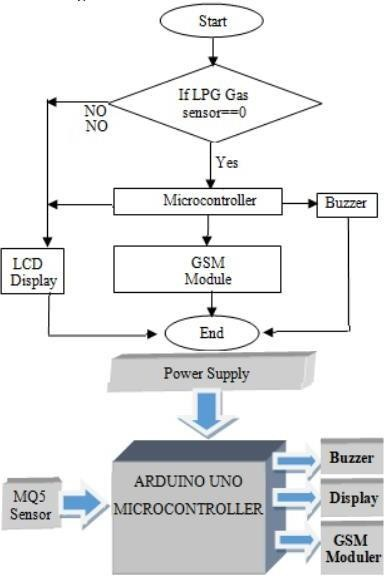 Start
If LPG Gas
sensor==0
NO
NO
Yes
Microcontroller
Buzzer
LCD
Display
GSM
Module
End
Power Supply
ARDUINO UNO
MICROCONTROLLER
MQ5
Sensor
Buzzer
Display
GSM
Moduler